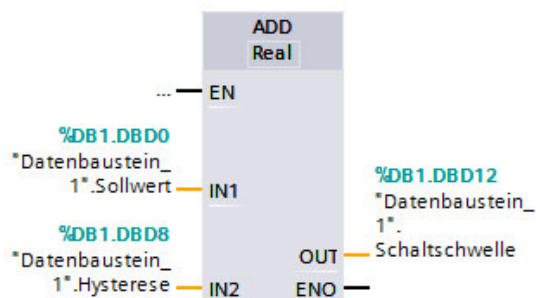 ADD
Real
... EN
%DB1.DBD0
"Datenbaustein_
1".Sollwert IN1
%DB1.DBD12
"Datenbaustein_
1".
OUT Schaltschwelle
%DB1.DBD8
"Datenbaustein_
1".Hysterese IN2 ENO